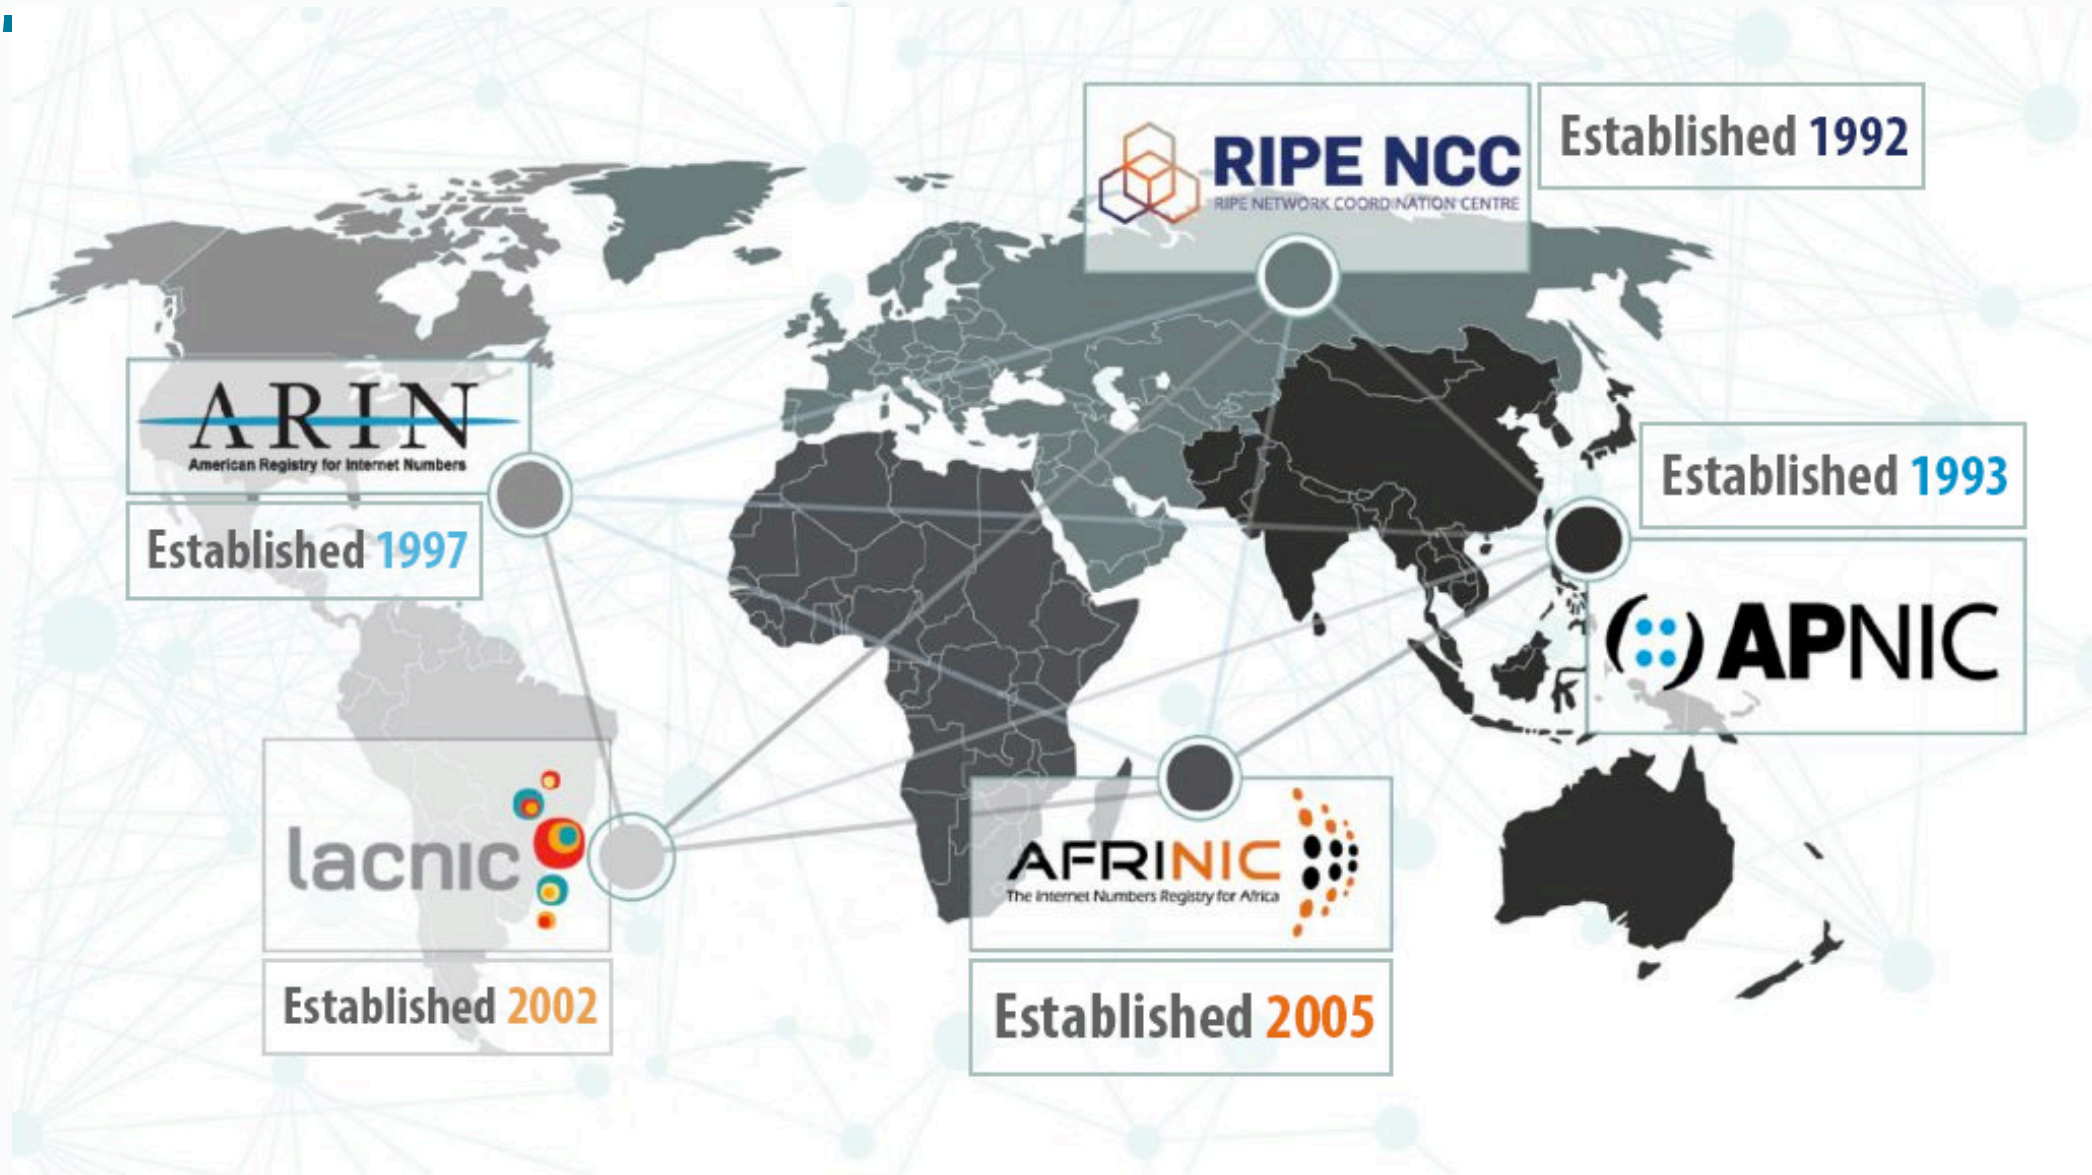 RIPE NCC
RIPE NETWORK COORDINATION CENTRE
Established 1992
ARIN
American Registry for Internet Numbers
Established 1997
Established 1993
APNIC
lacnic
Established 2002
AFRINIC
The Internet Numbers Registry for Africa
Established 2005